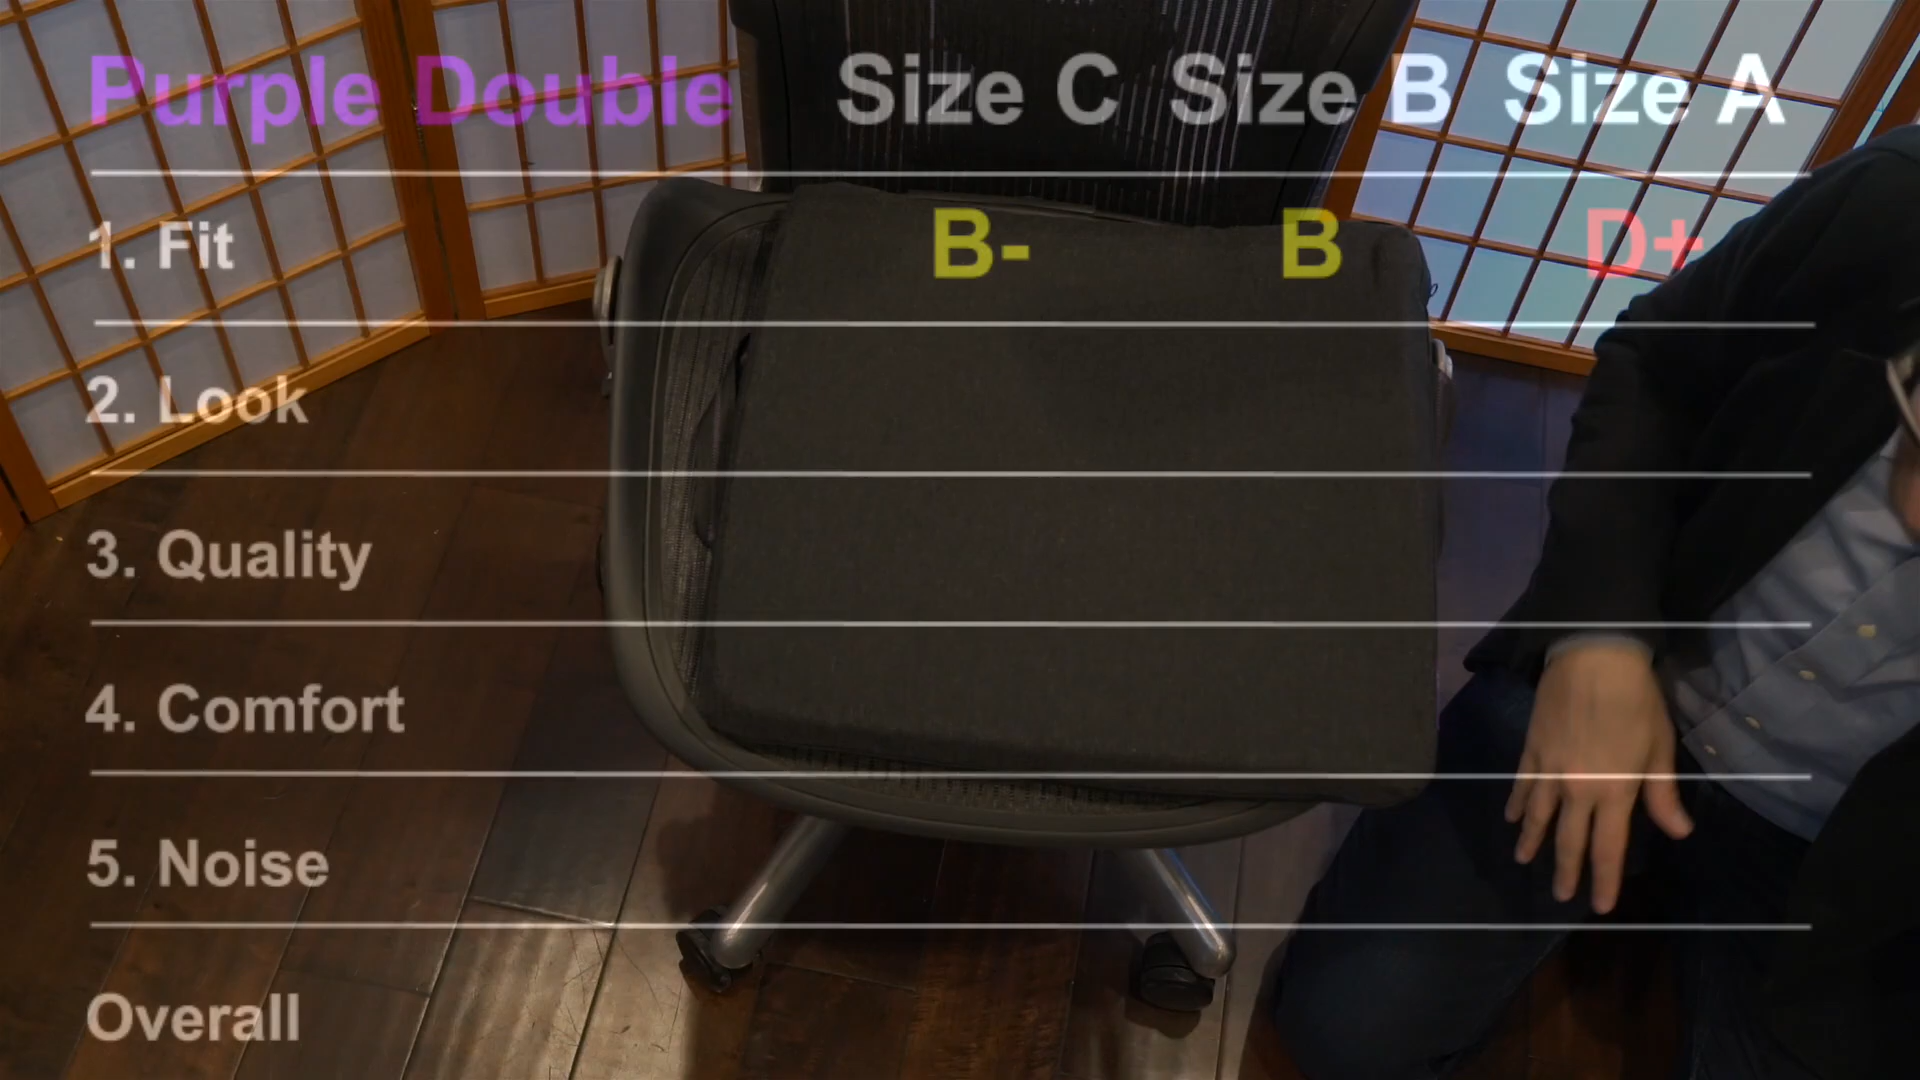 Purple Double Size C Size B Size A
1. Fit B- B D+
2. Look
3. Quality
4. Comfort
5. Noise
Overall